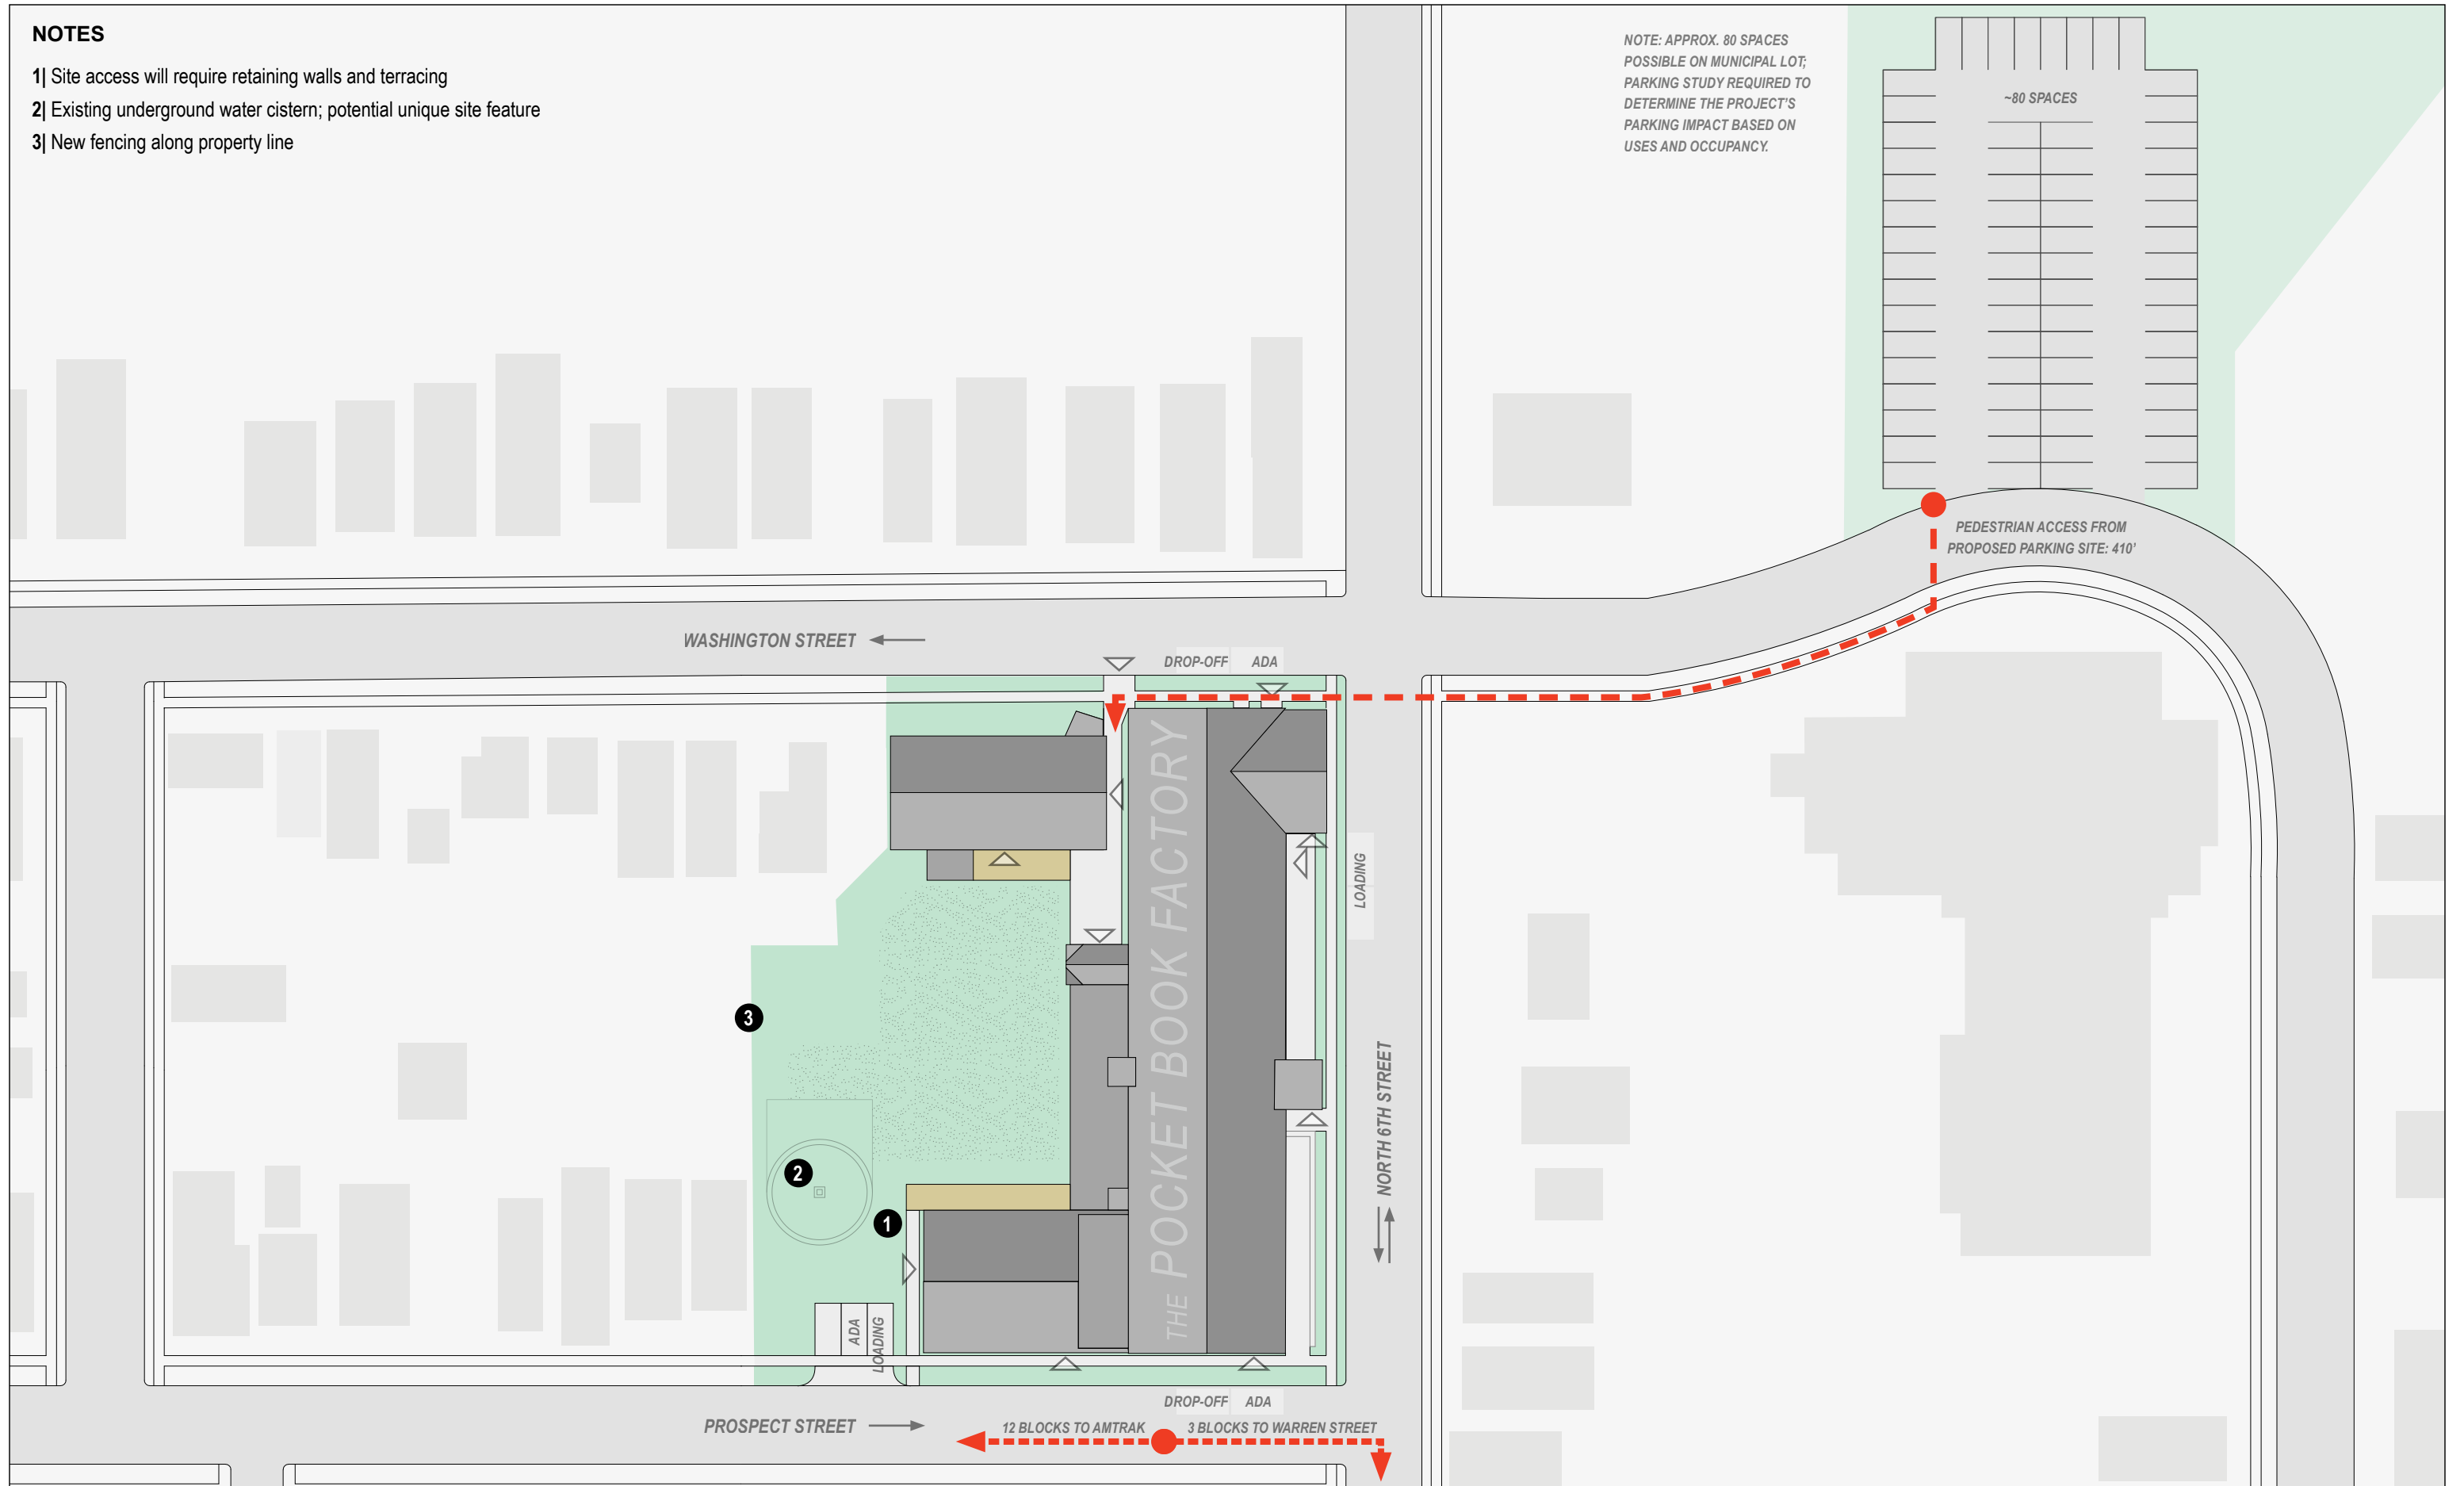 NOTES
1| Site access will require retaining walls and terracing
2| Existing underground water cistern; potential unique site feature
3| New fencing along property line
NOTE: APPROX. 80 SPACES
POSSIBLE ON MUNICIPAL LOT;
PARKING STUDY REQUIRED TO
DETERMINE THE PROJECT'S
PARKING IMPACT BASED ON
USES AND OCCUPANCY.
~80 SPACES
PEDESTRIAN ACCESS FROM
PROPOSED PARKING SITE: 410'
WASHINGTON STREET
DROP-OFF ADA
THE POCKET BOOK FACTORY
LOADING
NORTH 6TH STREET
3
2
1
ADA
LOADING
DROP-OFF ADA
PROSPECT STREET
12 BLOCKS TO AMTRAK
3 BLOCKS TO WARREN STREET